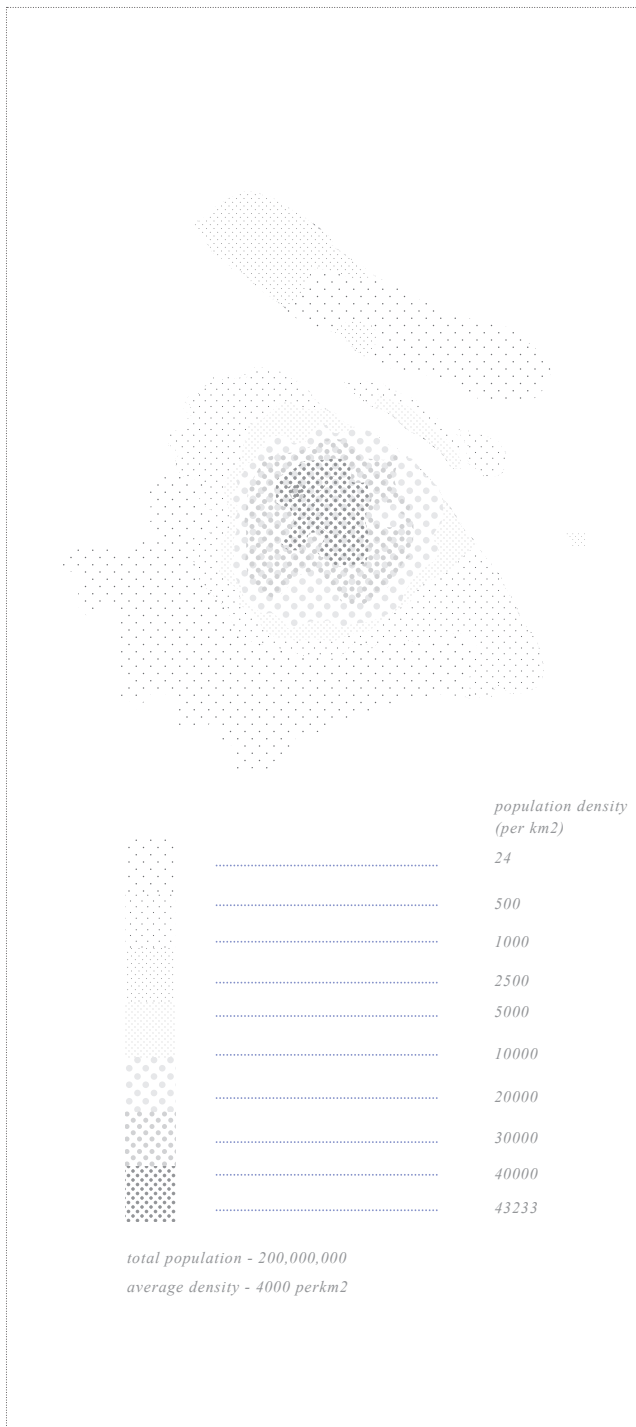 population density
(per km2)
24
500
1000
2500
5000
10000
20000
30000
40000
43233
total population - 200,000,000
average density - 4000 perkm2